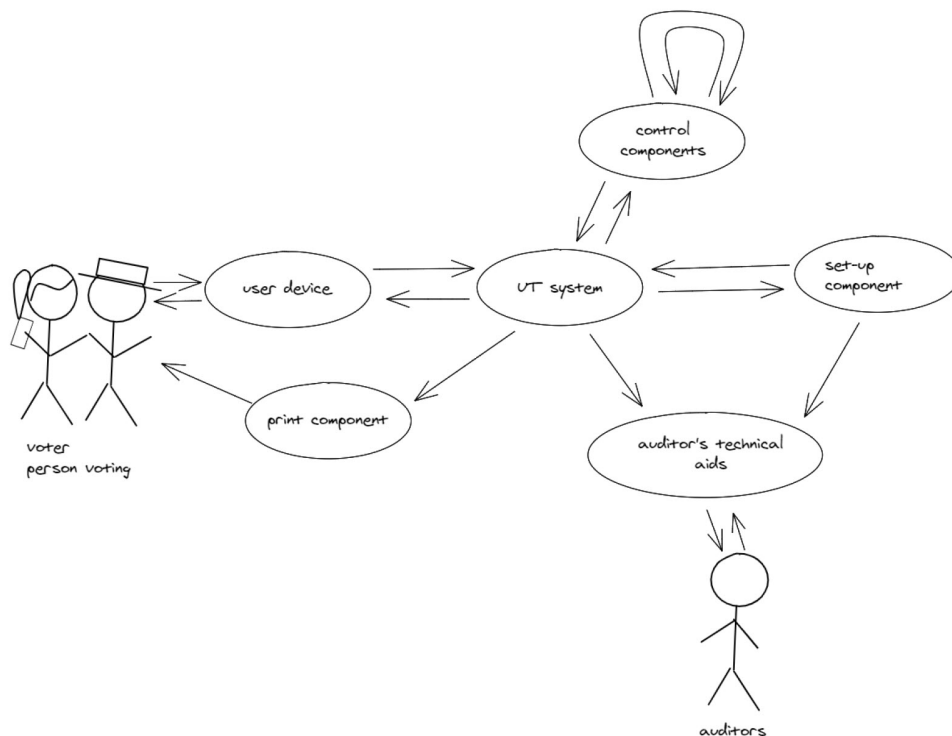 control
components
user device
UT system
set-up
component
print component
voter
person voting
auditor's technical
aids
auditors